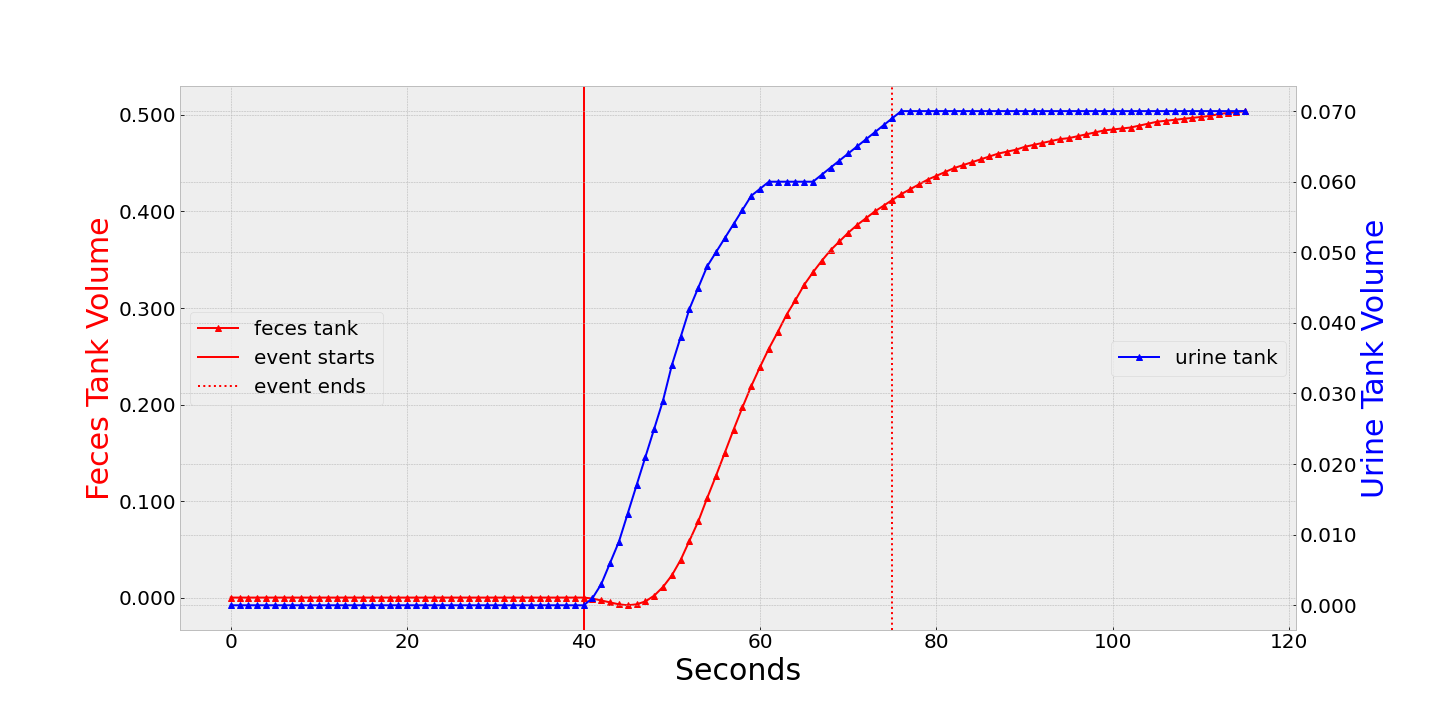 Feces Tank Volume
0.500
0.400
0.300
0.200
0.100
0.000
feces tank
event starts
event ends
urine tank
0.070
0.060
0.050
0.040
0.030
0.020
0.010
0.000
Urine Tank Volume
0 20 40 60 80 100 120
Seconds